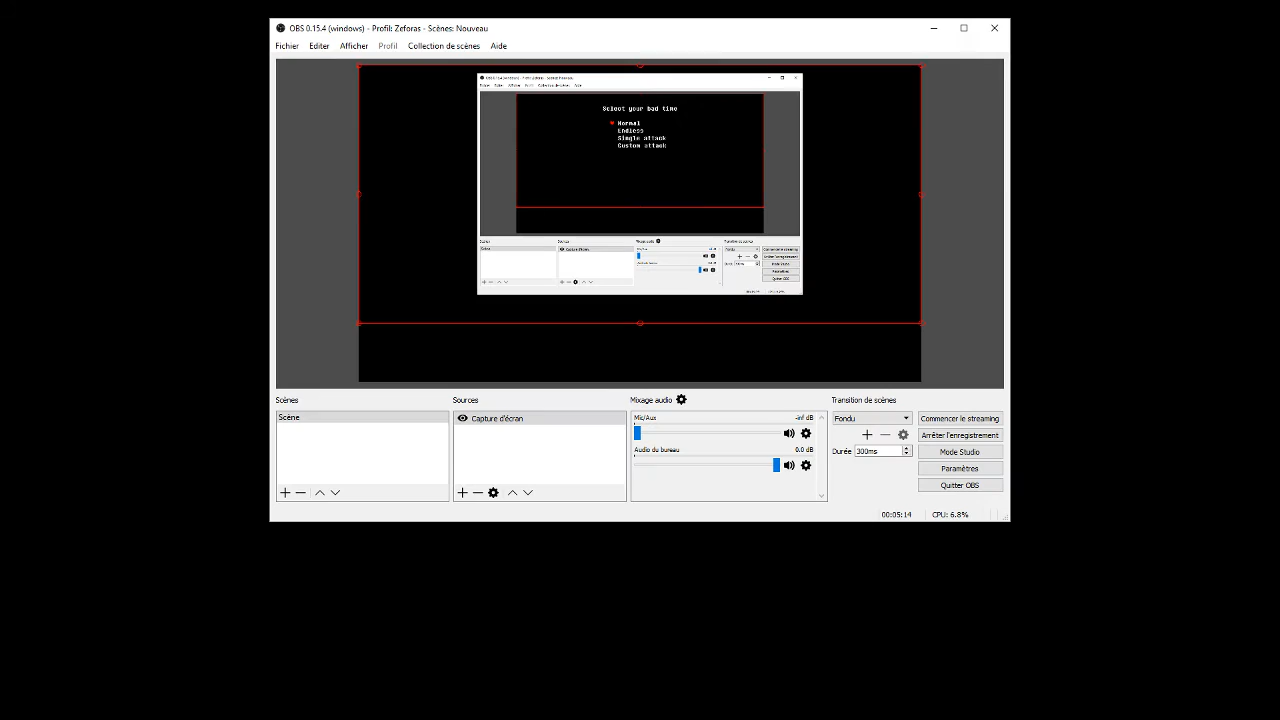 OBS 0.15.4 (windows) - Profil: Zeforas - Scènes: Nouveau
Fichier Editer Afficher Profil Collection de scènes Aide
Select your bad time
Normal
Endless
Single attack
Custom attack
Scènes
Scène
Sources
Capture d'écran
Mixage audio
Mic/Aux -inf dB
Audio du bureau 0.0 dB
Transition de scènes
Fondu
Durée 300ms
Commencer le streaming
Arrêter l'enregistrement
Mode Studio
Paramètres
Quitter OBS
00:05:14 CPU: 6.8%